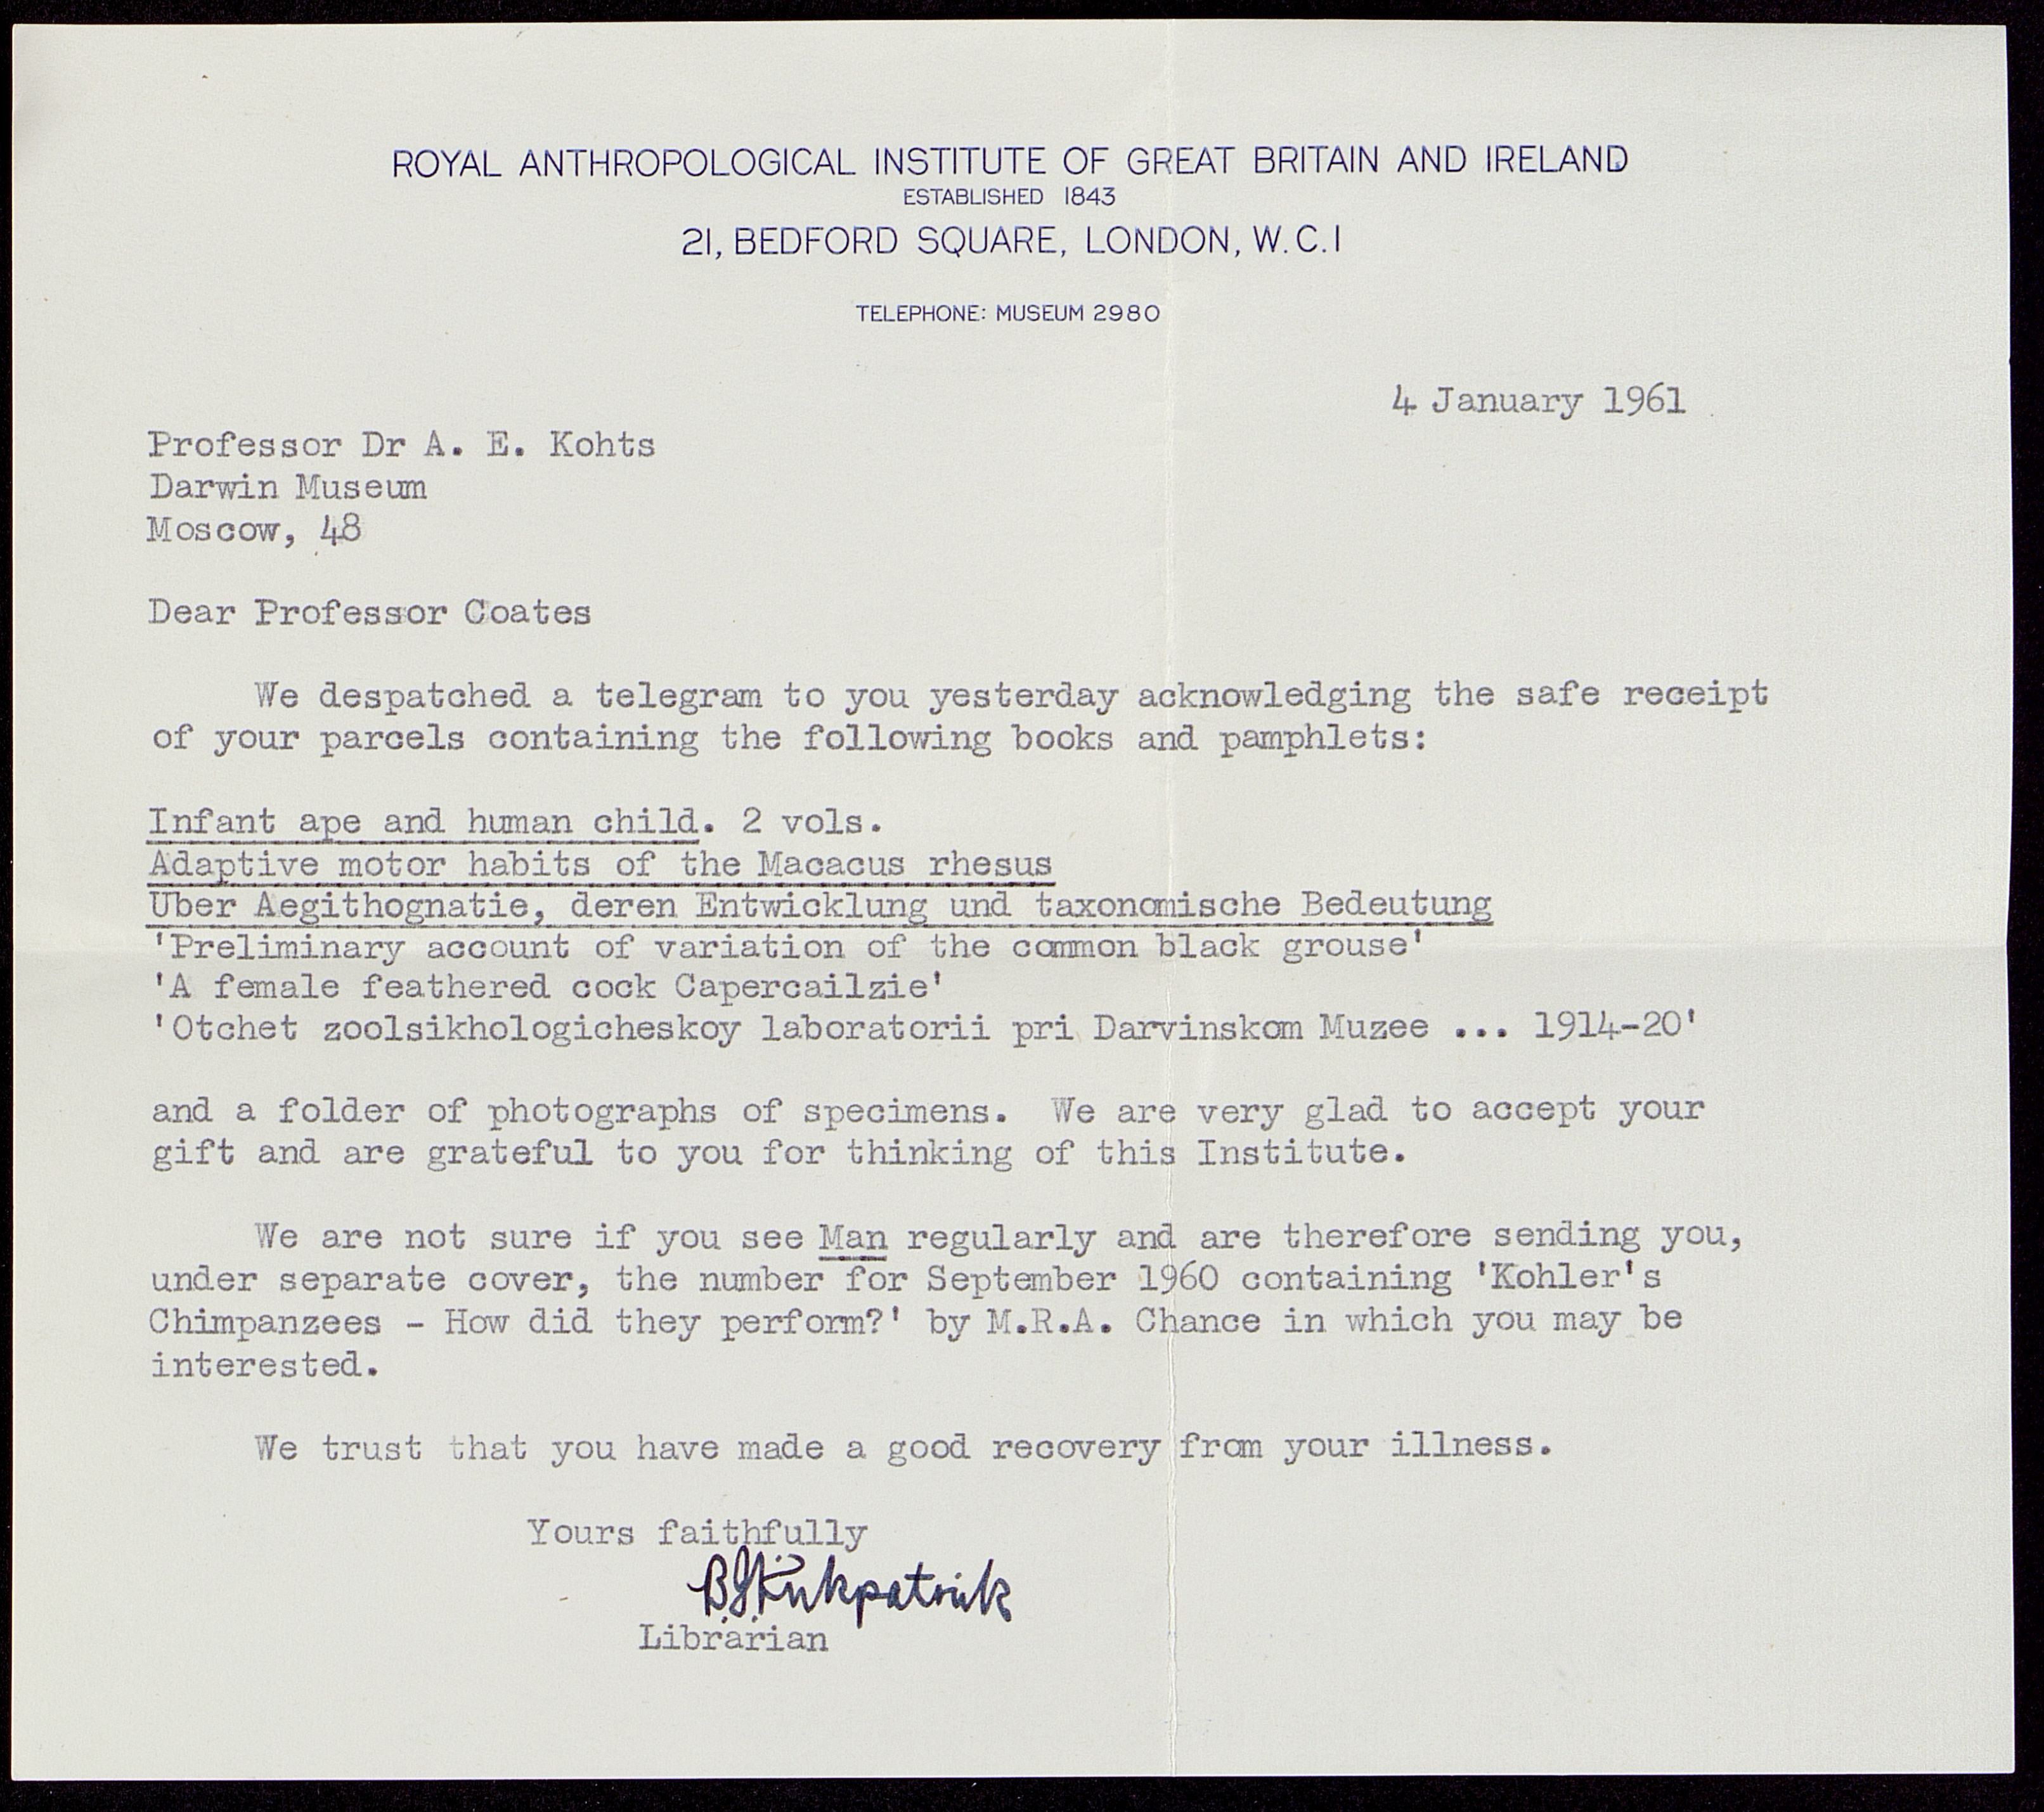 ROYAL ANTHROPOLOGICAL INSTITUTE OF GREAT BRITAIN AND IRELAND
ESTABLISHED 1843
21, BEDFORD SQUARE, LONDON, W.C.1
TELEPHONE: MUSEUM 2980
4 January 1961
Professor Dr A. E. Kohts
Darwin Museum
Moscow, 48
Dear Professor Coates
We despatched a telegram to you yesterday acknowledging the safe receipt
of your parcels containing the following books and pamphlets:
Infant ape and human child. 2 vols.
Adaptive motor habits of the Macacus rhesus
Uber Aegithognatie, deren Entwicklung und taxonomische Bedeutung
'Preliminary account of variation of the common black grouse'
'A female feathered cock Capercailzie'
'Otchet zoolsikhologicheskoy laboratorii pri Darvinskom Muzee ... 1914-20'
and a folder of photographs of specimens. We are very glad to accept your
gift and are grateful to you for thinking of this Institute.
We are not sure if you see Man regularly and are therefore sending you,
under separate cover, the number for September 1960 containing 'Kohler's
Chimpanzees - How did they perform?' by M.R.A. Chance in which you may be
interested.
We trust that you have made a good recovery from your illness.
Yours faithfully
BJKirkpatrick
Librarian